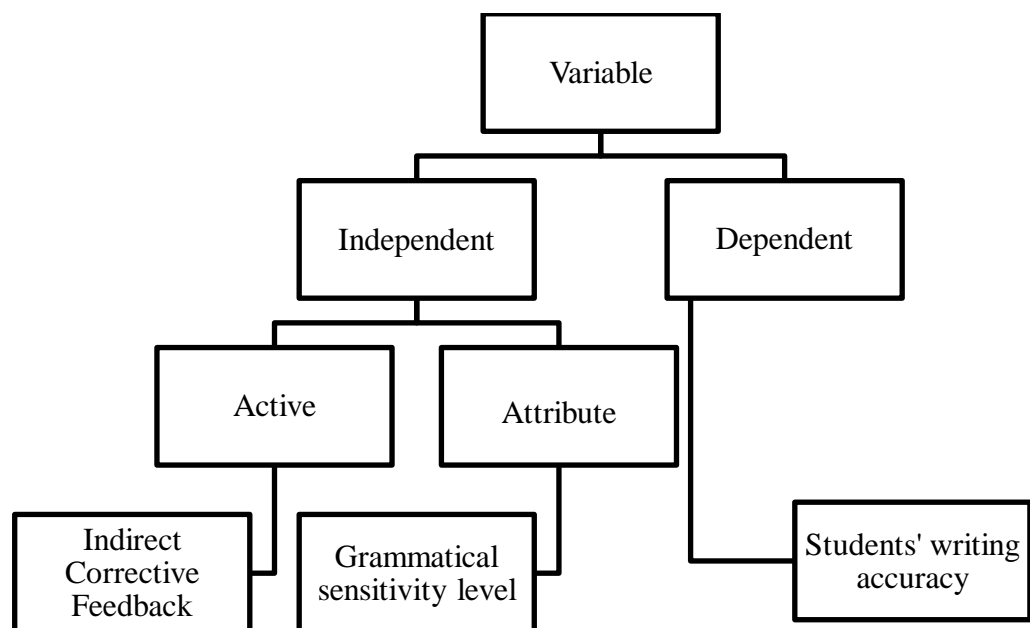 Variable
Independent
Dependent
Active
Attribute
Indirect
Corrective
Feedback
Grammatical
sensitivity level
Students' writing
accuracy